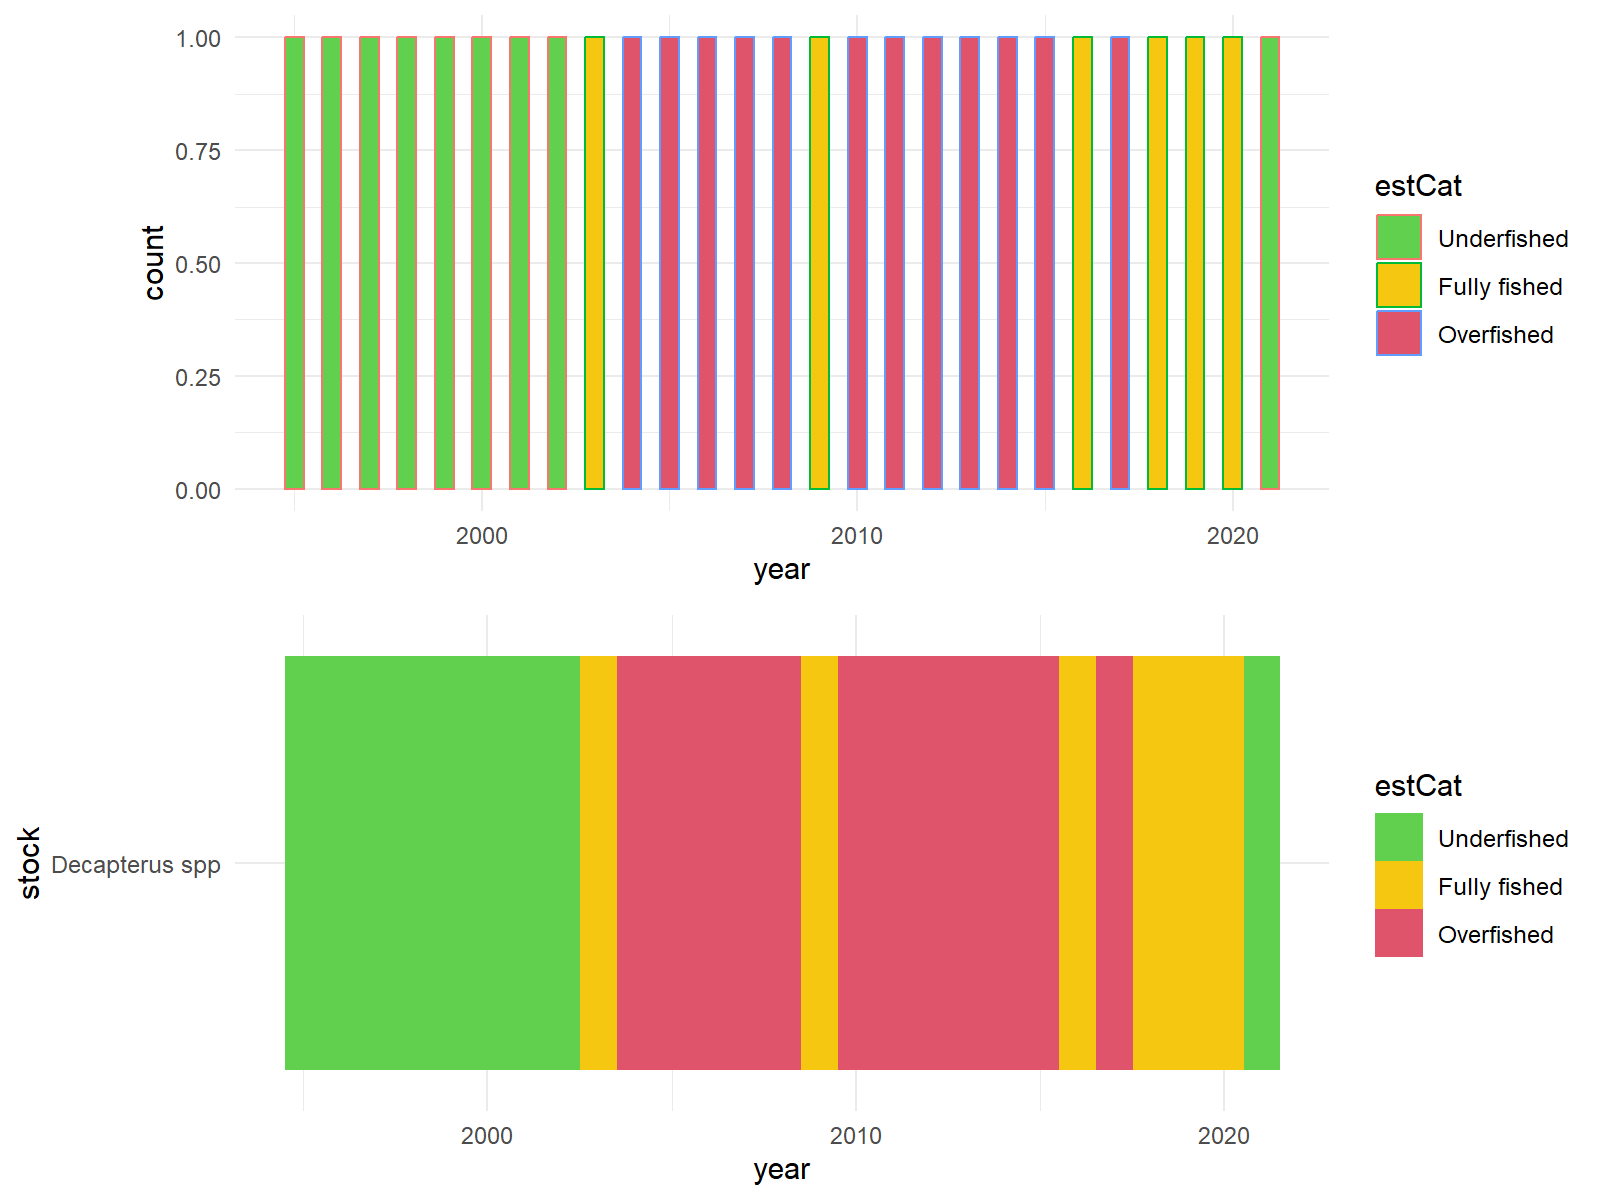 1.00
0.75
0.50
0.25
0.00
count
2000 2010 2020
year
estCat
Underfished
Fully fished
Overfished
stock
Decapterus spp
2000 2010 2020
year
estCat
Underfished
Fully fished
Overfished